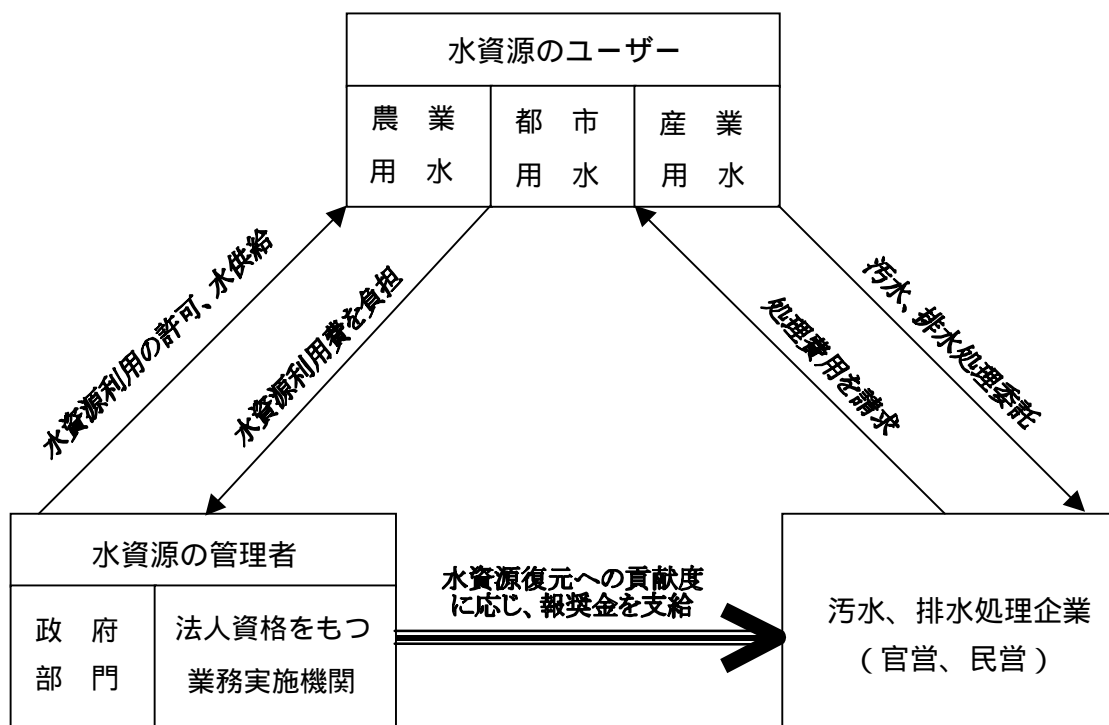 水資源のユーザー
農業
用水
都市
用水
産業
用水
水資源利用の許可、水供給
水資源利用費を負担
処理費用を請求
汚水、排水処理委託
水資源の管理者
政府
部門
法人資格をもつ
業務実施機関
水資源復元への貢献度
に応じ、報奨金を支給
汚水、排水処理企業
（官営、民営）